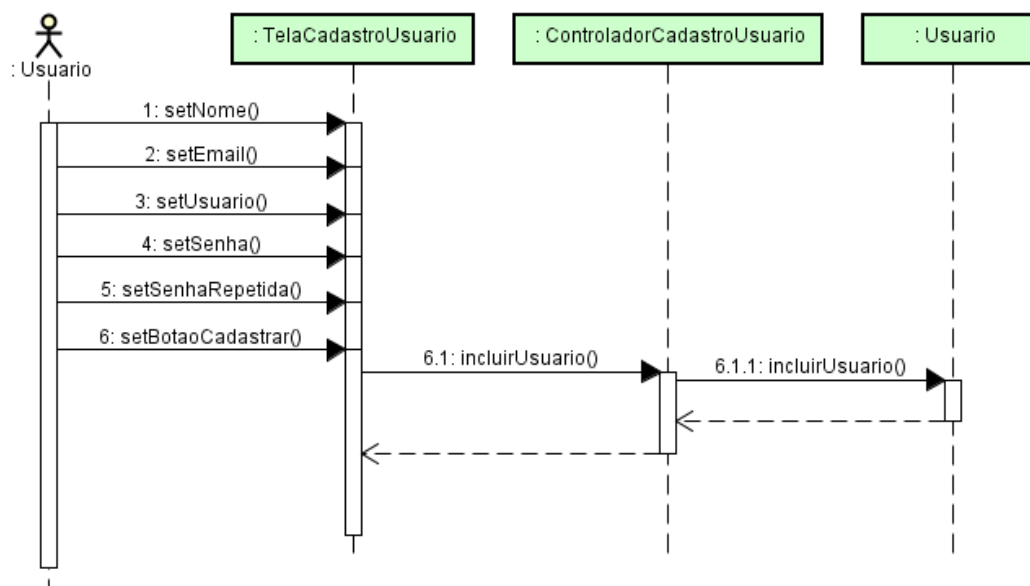 : TelaCadastroUsuario
: ControladorCadastroUsuario
: Usuario
: Usuario
1: setNome()
2: setEmail()
3: setUsuario()
4: setSenha()
5: setSenhaRepetida()
6: setBotaoCadastrar()
6.1: incluirUsuario()
6.1.1: incluirUsuario()